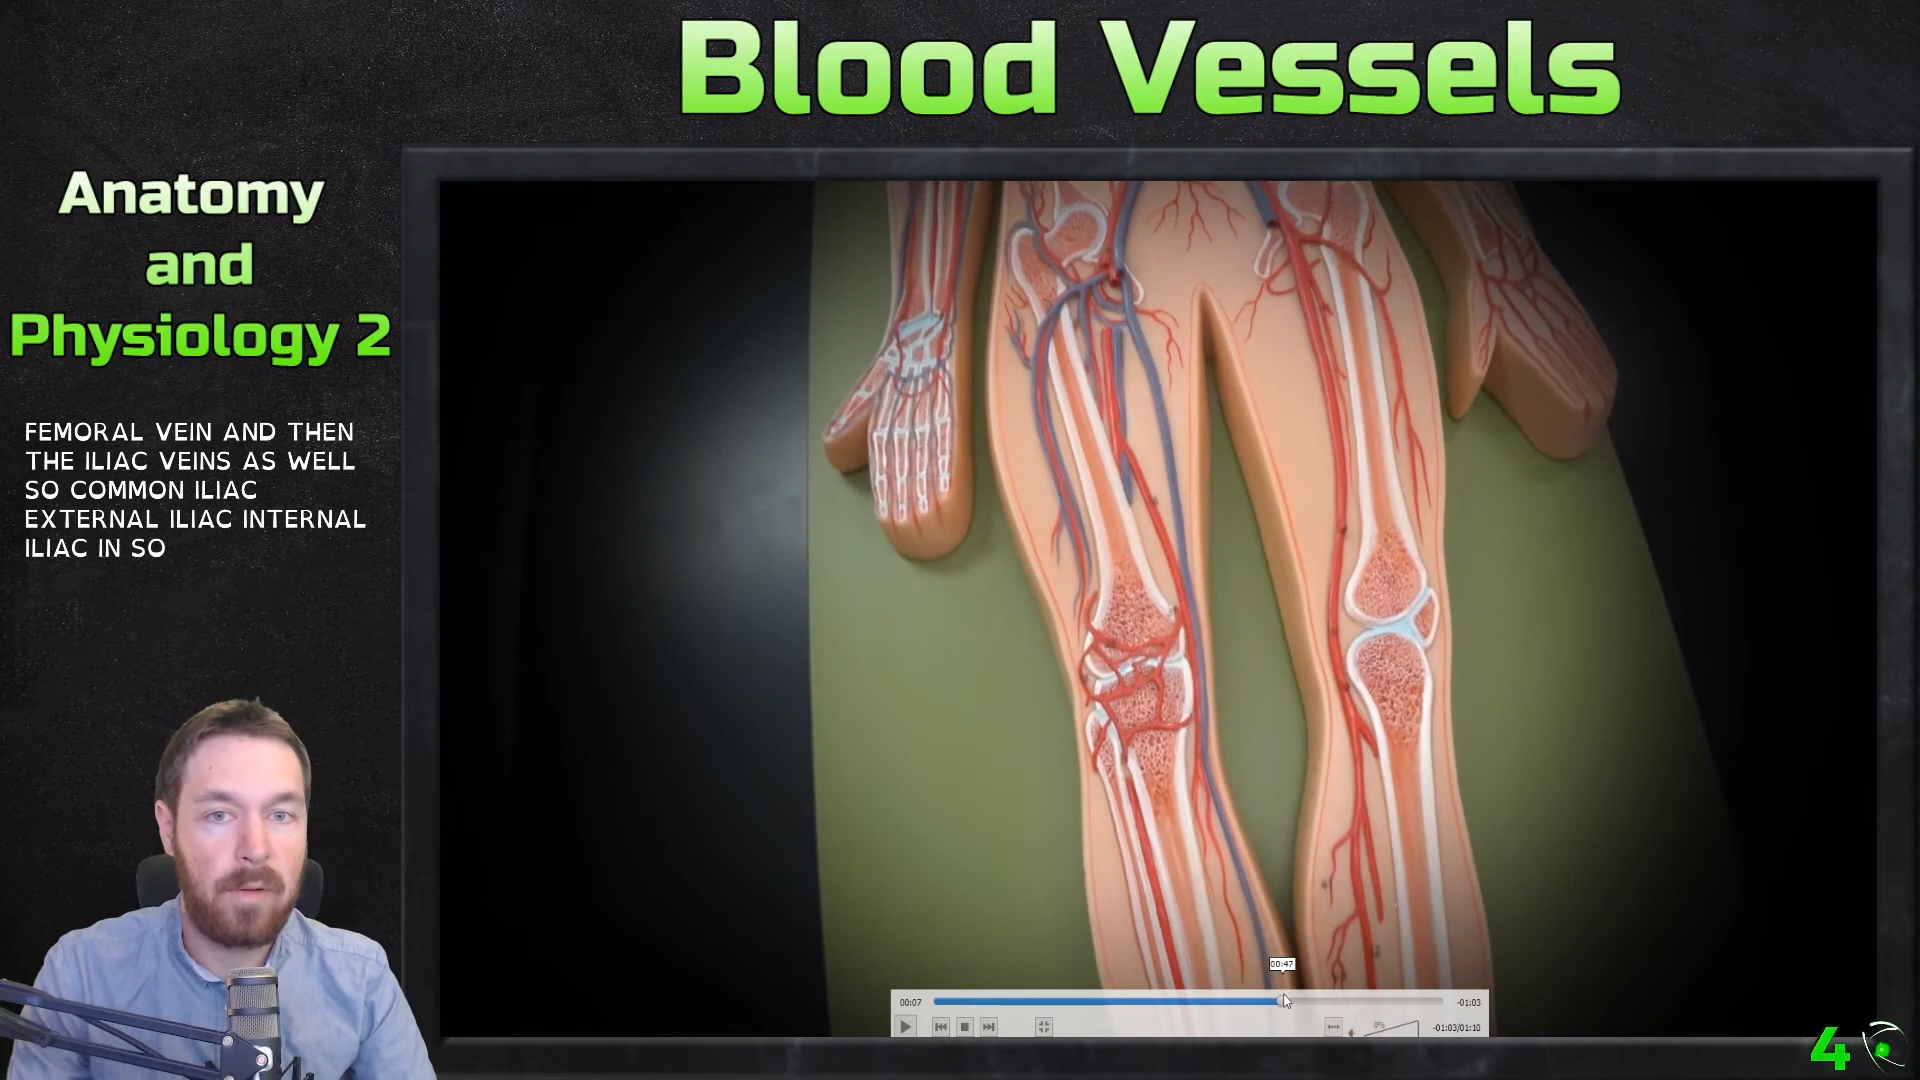 Blood Vessels
Anatomy
and
Physiology 2
FEMORAL VEIN AND THEN
THE ILIAC VEINS AS WELL
SO COMMON ILIAC
EXTERNAL ILIAC INTERNAL
ILIAC IN SO
00:47
00:07
-01:03
0%
-01:03/01:10
4